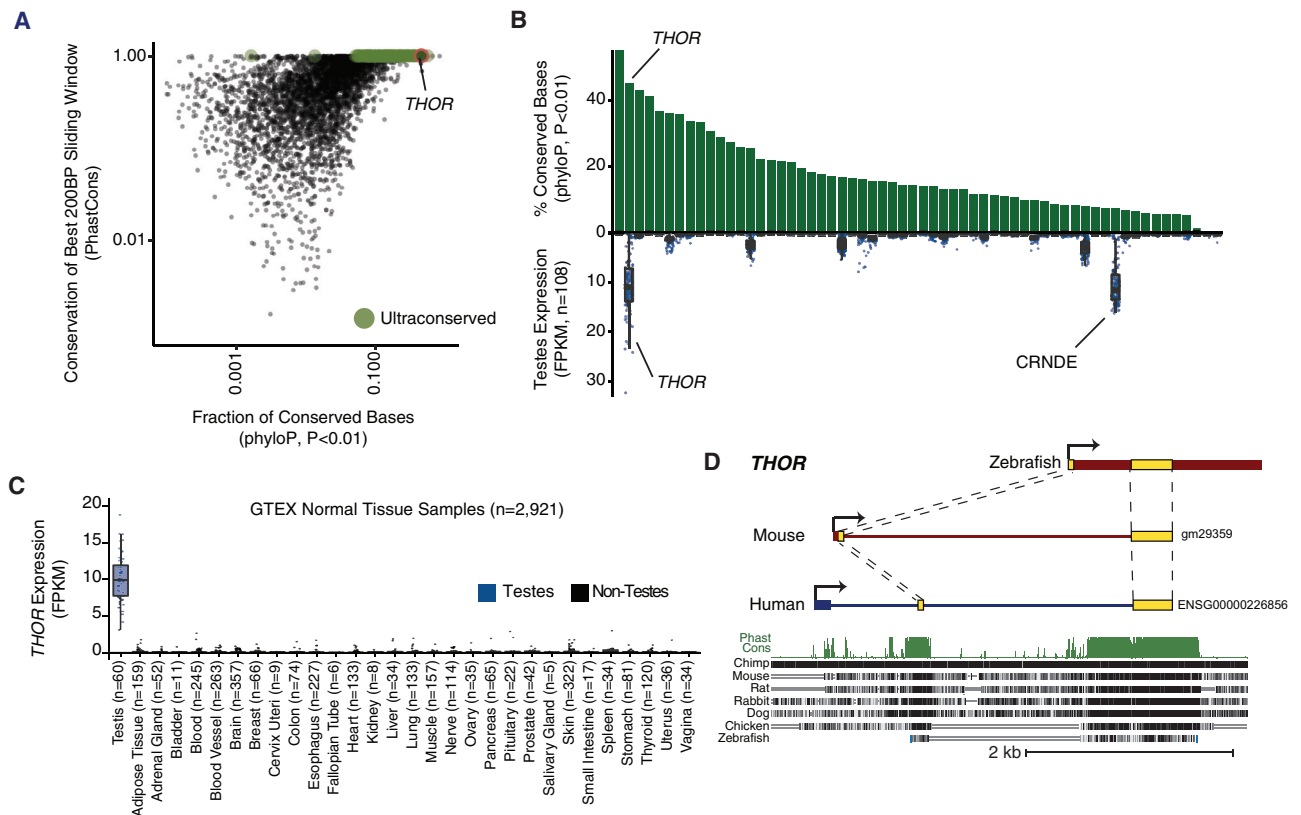 A
Conservation of Best 200BP Sliding Window
(PhastCons)
1.00
0.01
THOR
Ultraconserved
0.001
0.100
Fraction of Conserved Bases
(phyloP, P<0.01)
B
% Conserved Bases
(phyloP, P<0.01)
40
20
0
THOR
Testes Expression
(FPKM, n=108)
10
20
30
THOR
CRNDE
C
THOR Expression
(FPKM)
20
15
10
5
0
GTEX Normal Tissue Samples (n=2,921)
Testes
Non-Testes
Testis (n=60)
Adipose Tissue (n=159)
Adrenal Gland (n=52)
Bladder (n=11)
Blood (n=245)
Blood Vessel (n=263)
Brain (n=357)
Breast (n=66)
Cervix Uteri (n=9)
Colon (n=74)
Esophagus (n=227)
Fallopian Tube (n=6)
Heart (n=133)
Kidney (n=8)
Liver (n=34)
Lung (n=133)
Muscle (n=157)
Nerve (n=114)
Ovary (n=35)
Pancreas (n=65)
Pituitary (n=22)
Prostate (n=42)
Salivary Gland (n=5)
Skin (n=322)
Small Intestine (n=17)
Spleen (n=34)
Stomach (n=81)
Thyroid (n=120)
Uterus (n=36)
Vagina (n=34)
D
THOR
Zebrafish
Mouse
gm29359
Human
ENSG00000226856
Phast
Cons
Chimp
Mouse
Rat
Rabbit
Dog
Chicken
Zebrafish
2 kb